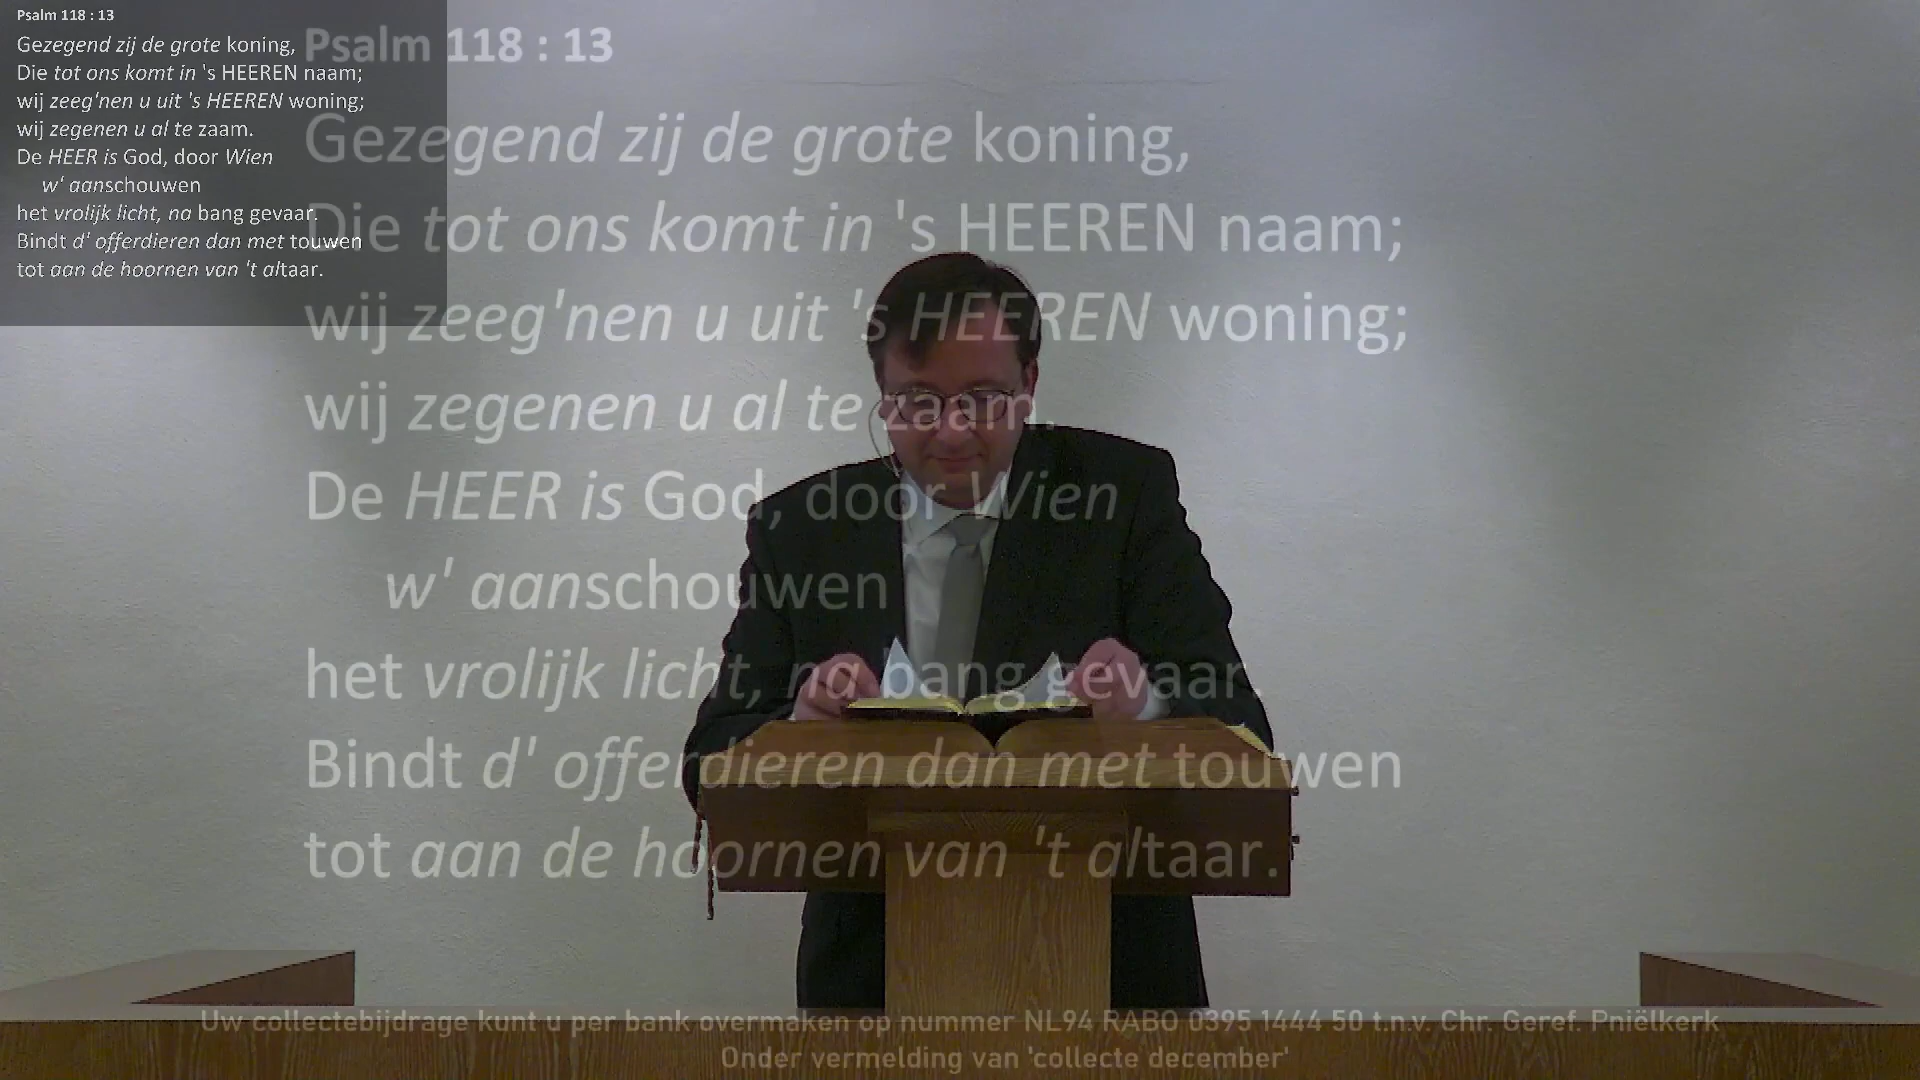 Psalm 118 : 13
Gezegend zij de grote koning,
Die tot ons komt in 's HEEREN naam;
wij zeeg'nen u uit 's HEEREN woning;
wij zegenen u al te zaam.
De HEER is God, door Wien
w' aanschouwen
het vrolijk licht, na bang gevaar.
Bindt d' offerdieren dan met touwen
tot aan de hoornen van 't altaar.
Psalm 118 : 13
Gezegend zij de grote koning,
Die tot ons komt in 's HEEREN naam;
wij zeeg'nen u uit 's HEEREN woning;
wij zegenen u al te zaam.
De HEER is God, door Wien
w' aanschouwen
het vrolijk licht, na bang gevaar.
Bindt d' offerdieren dan met touwen
tot aan de hoornen van 't altaar.
Uw collectebijdrage kunt u per bank overmaken op nummer NL94 RABO 0395 1444 50 t.n.v. Chr. Geref. Pniëlkerk
Onder vermelding van 'collecte december'